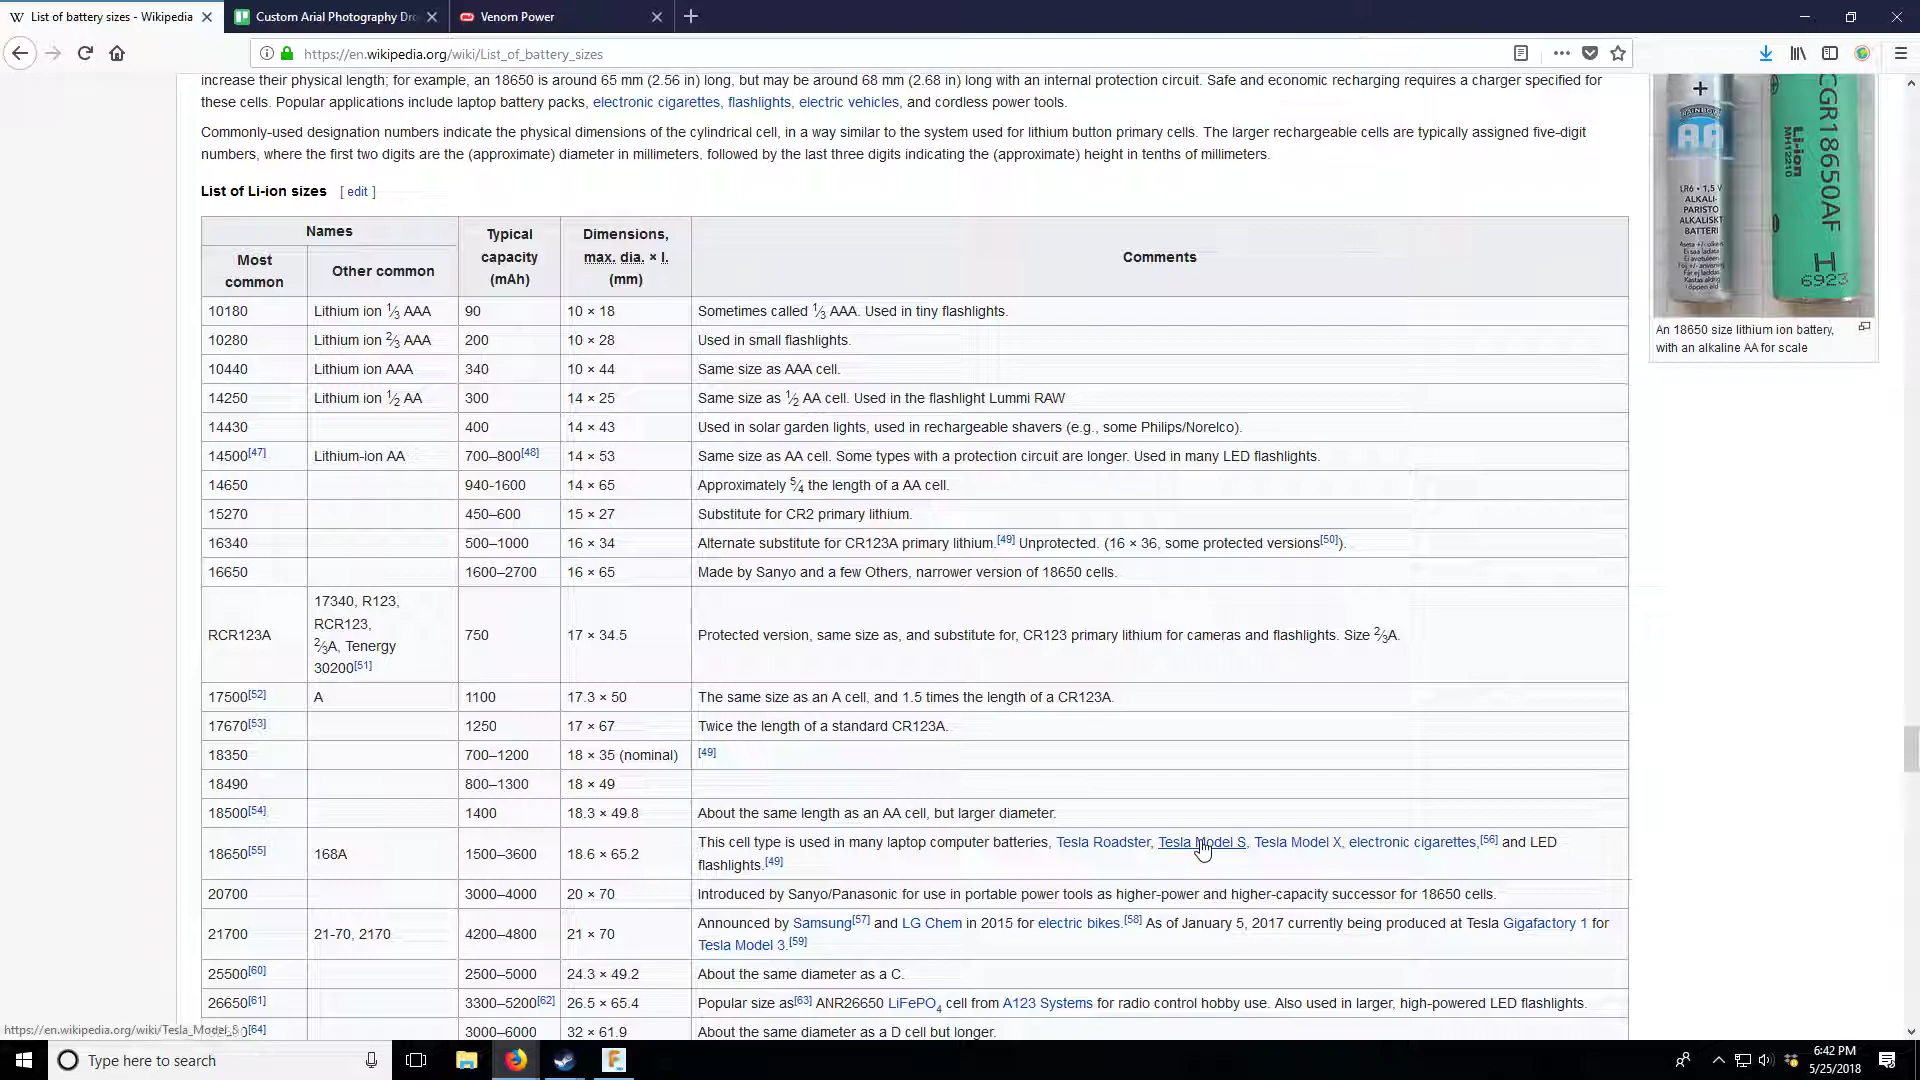 List of battery sizes - Wikipedia
Custom Arial Photography Dro
Venom Power
https://en.wikipedia.org/wiki/List_of_battery_sizes
increase their physical length; for example, an 18650 is around 65 mm (2.56 in) long, but may be around 68 mm (2.68 in) long with an internal protection circuit. Safe and economic recharging requires a charger specified for
these cells. Popular applications include laptop battery packs, electronic cigarettes, flashlights, electric vehicles, and cordless power tools.
Commonly-used designation numbers indicate the physical dimensions of the cylindrical cell, in a way similar to the system used for lithium button primary cells. The larger rechargeable cells are typically assigned five-digit
numbers, where the first two digits are the (approximate) diameter in millimeters, followed by the last three digits indicating the (approximate) height in tenths of millimeters.
List of Li-ion sizes [ edit ]
Names
Most common
Other common
Typical capacity (mAh)
Dimensions, max. dia. × l. (mm)
Comments
10180 Lithium ion 1⁄3 AAA 90 10 × 18 Sometimes called 1⁄3 AAA. Used in tiny flashlights.
10280 Lithium ion 2⁄3 AAA 200 10 × 28 Used in small flashlights.
10440 Lithium ion AAA 340 10 × 44 Same size as AAA cell.
14250 Lithium ion 1⁄2 AA 300 14 × 25 Same size as 1⁄2 AA cell. Used in the flashlight Lummi RAW
14430 400 14 × 43 Used in solar garden lights, used in rechargeable shavers (e.g., some Philips/Norelco).
14500[47] Lithium-ion AA 700–800[48] 14 × 53 Same size as AA cell. Some types with a protection circuit are longer. Used in many LED flashlights.
14650 940-1600 14 × 65 Approximately 5⁄4 the length of a AA cell.
15270 450–600 15 × 27 Substitute for CR2 primary lithium.
16340 500–1000 16 × 34 Alternate substitute for CR123A primary lithium.[49] Unprotected. (16 × 36, some protected versions[50]).
16650 1600–2700 16 × 65 Made by Sanyo and a few Others, narrower version of 18650 cells.
17340, R123,
RCR123,
RCR123A 750 17 × 34.5 Protected version, same size as, and substitute for, CR123 primary lithium for cameras and flashlights. Size 2⁄3A.
2⁄3A, Tenergy
30200[51]
17500[52] A 1100 17.3 × 50 The same size as an A cell, and 1.5 times the length of a CR123A.
17670[53] 1250 17 × 67 Twice the length of a standard CR123A.
18350 700–1200 18 × 35 (nominal) [49]
18490 800–1300 18 × 49
18500[54] 1400 18.3 × 49.8 About the same length as an AA cell, but larger diameter.
18650[55] 168A 1500–3600 18.6 × 65.2 This cell type is used in many laptop computer batteries, Tesla Roadster, Tesla Model S, Tesla Model X, electronic cigarettes,[56] and LED
flashlights.[49]
20700 3000–4000 20 × 70 Introduced by Sanyo/Panasonic for use in portable power tools as higher-power and higher-capacity successor for 18650 cells.
21700 21-70, 2170 4200–4800 21 × 70 Announced by Samsung[57] and LG Chem in 2015 for electric bikes.[58] As of January 5, 2017 currently being produced at Tesla Gigafactory 1 for
Tesla Model 3.[59]
25500[60] 2500–5000 24.3 × 49.2 About the same diameter as a C.
26650[61] 3300–5200[62] 26.5 × 65.4 Popular size as[63] ANR26650 LiFePO4 cell from A123 Systems for radio control hobby use. Also used in larger, high-powered LED flashlights.
[64] 3000–6000 32 × 61.9 About the same diameter as a D cell but longer.
+
AA
LR6 • 1,5 V
ALKALI-
PARISTO
ALKALISKT
BATTERI
CGR18650AF
Li-ion
MH12210
H
6923
An 18650 size lithium ion battery,
with an alkaline AA for scale
https://en.wikipedia.org/wiki/Tesla_Model_S
Type here to search
6:42 PM
5/25/2018